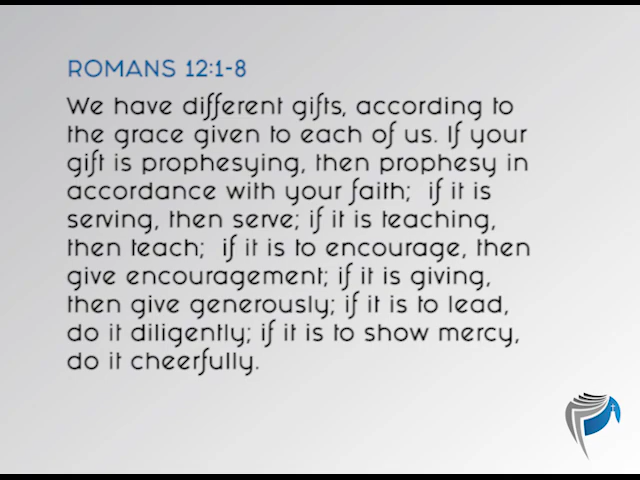 ROMANS 12:1-8
We have different gifts, according to
the grace given to each of us. If your
gift is prophesying, then prophesy in
accordance with your faith;  if it is
serving, then serve; if it is teaching,
then teach;  if it is to encourage, then
give encouragement; if it is giving,
then give generously; if it is to lead,
do it diligently; if it is to show mercy,
do it cheerfully.